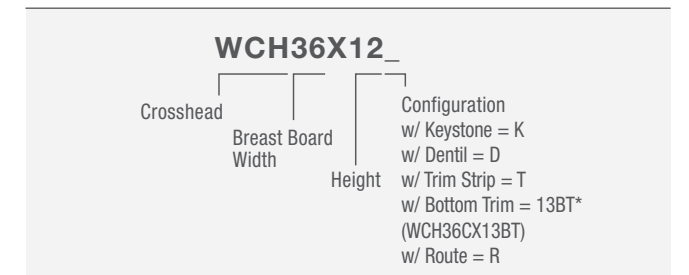 WCH36X12_
Crosshead
Breast Board
Width
Height
Configuration
w/ Keystone = K
w/ Dentil = D
w/ Trim Strip = T
w/ Bottom Trim = 13BT*
(WCH36CX13BT)
w/ Route = R